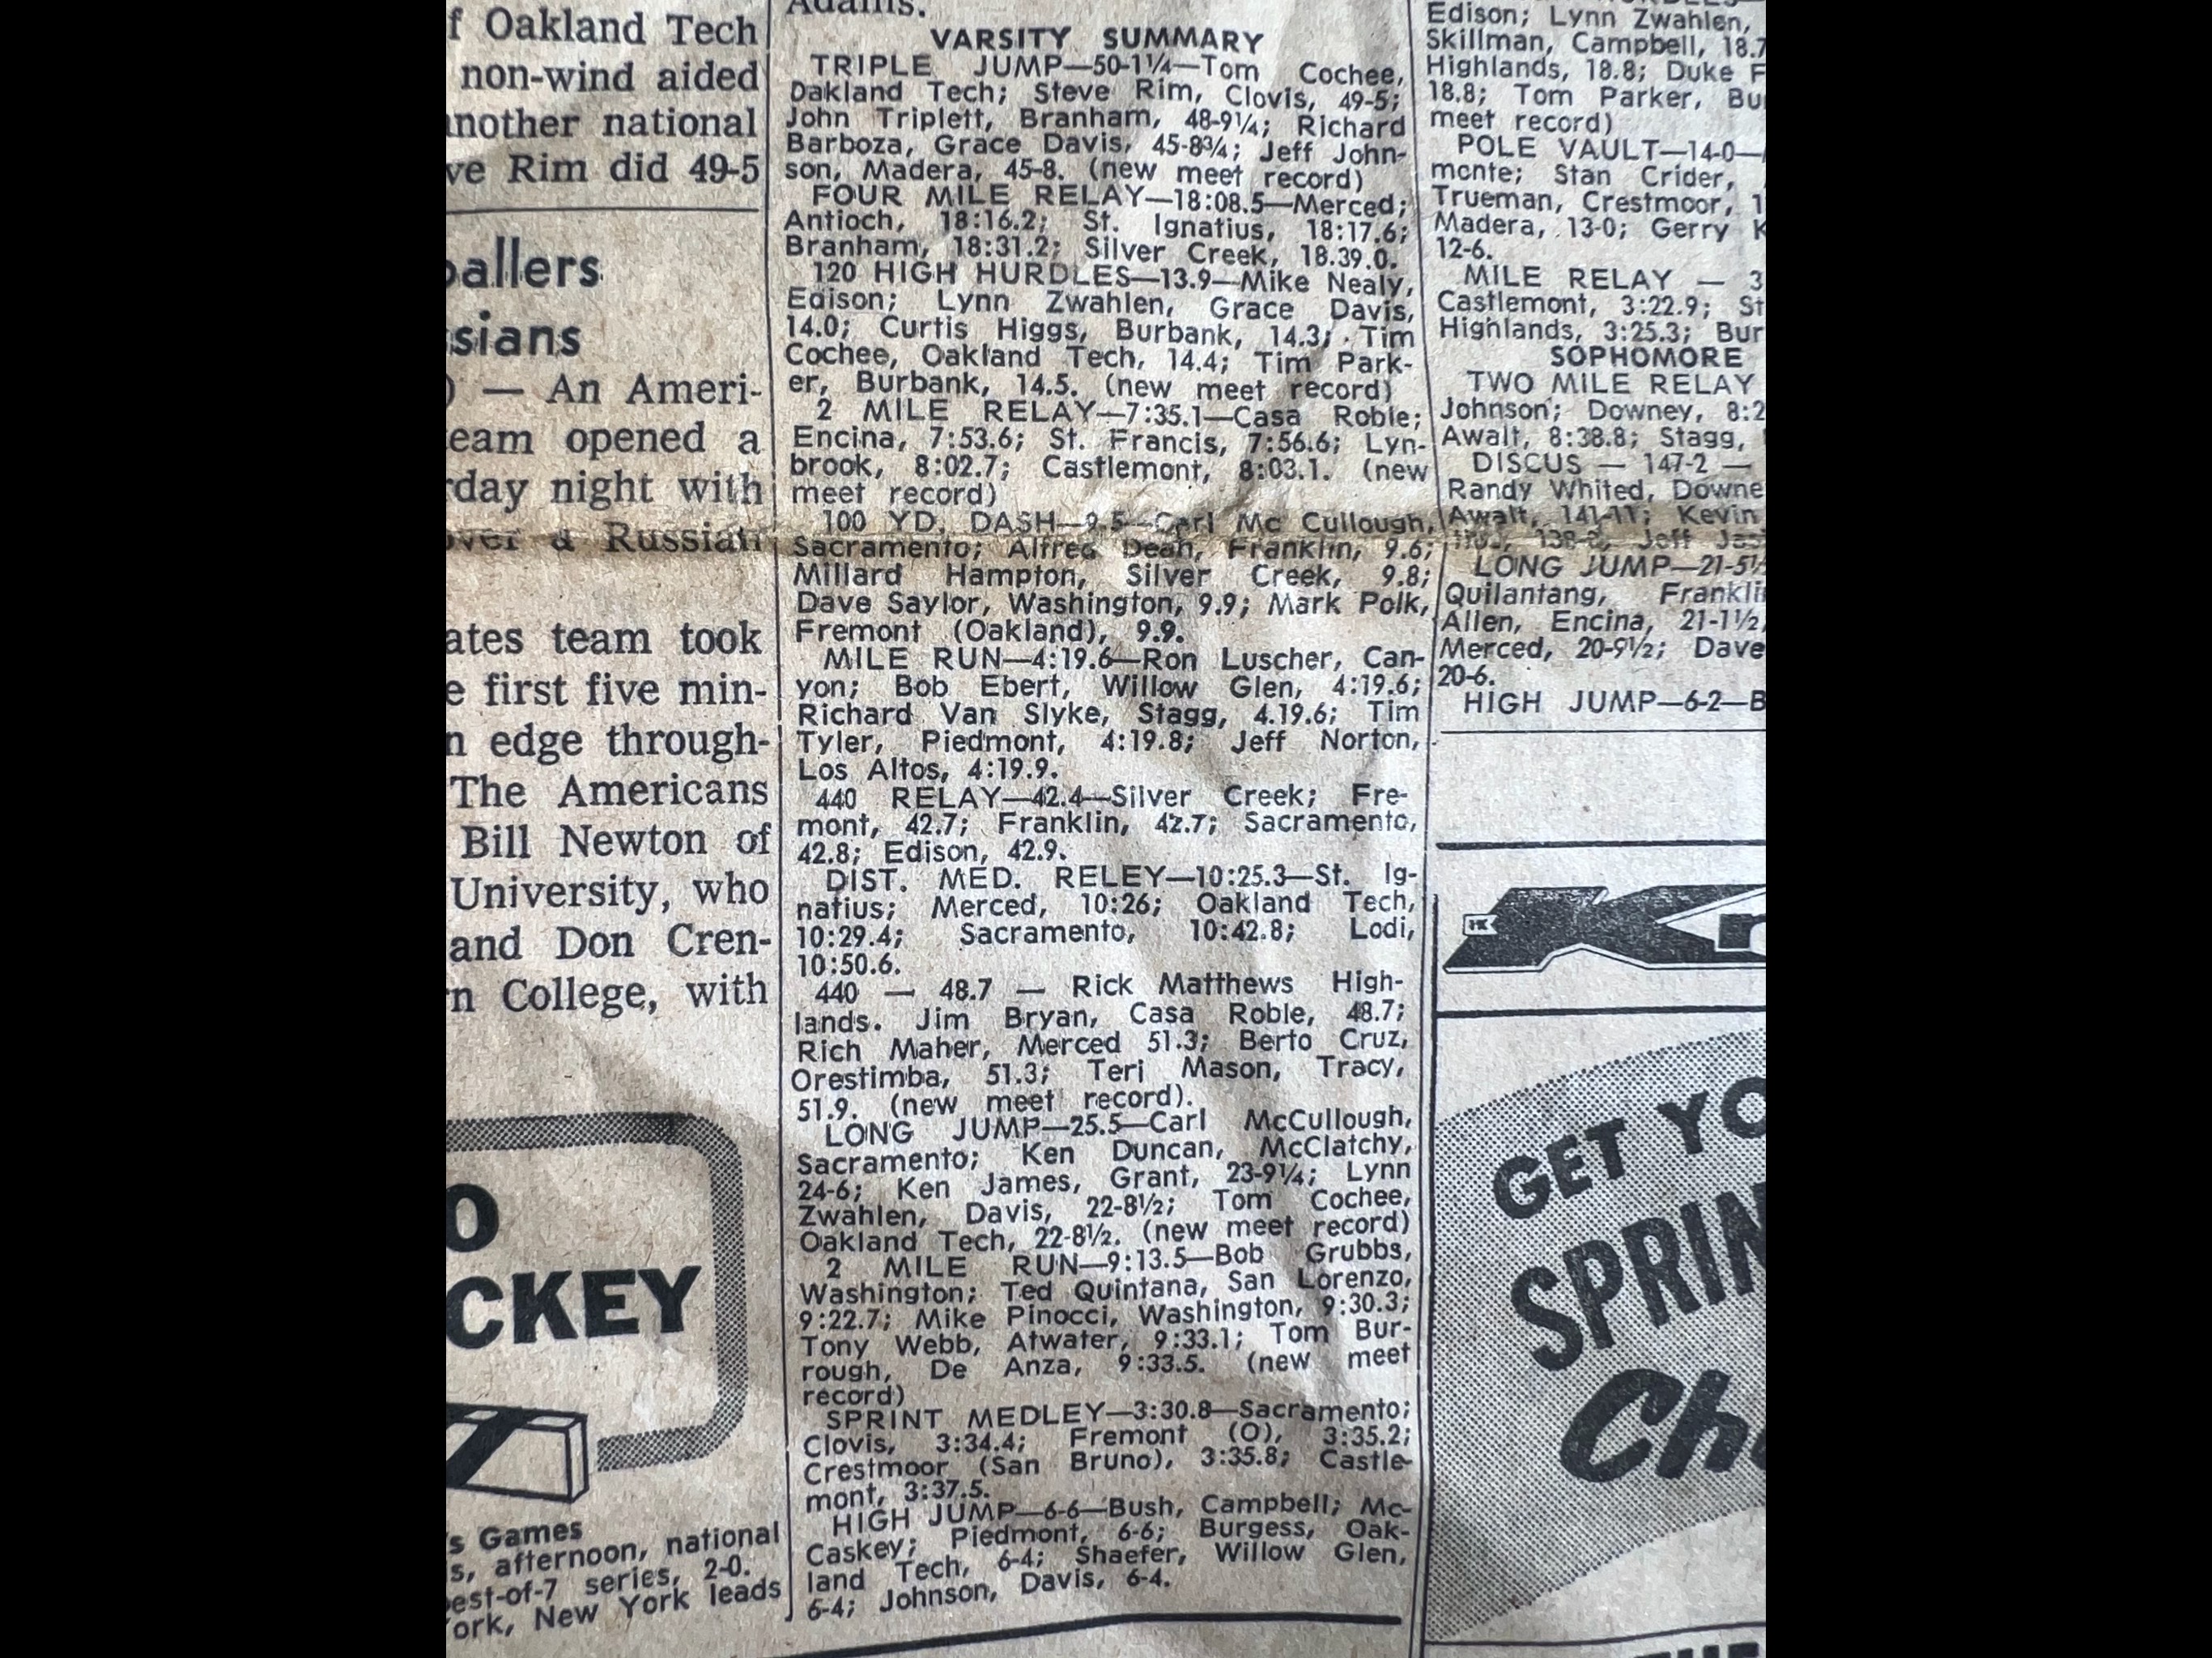 f Oakland Tech
non-wind aided
another national
ve Rim did 49-5
ballers
sians
) — An Ameri-
eam opened a
rday night with
over a Russian
ates team took
e first five min-
n edge through-
The Americans
Bill Newton of
University, who
and Don Cren-
n College, with
O
CKEY
s Games
s, afternoon, national
est-of-7 series, 2-0.
ork, New York leads
Adams.
VARSITY SUMMARY
TRIPLE JUMP—50-1¼—Tom Cochee,
Oakland Tech; Steve Rim, Clovis, 49-5;
John Triplett, Branham, 48-9¼; Richard
Barboza, Grace Davis, 45-8¾; Jeff John-
son, Madera, 45-8. (new meet record)
FOUR MILE RELAY—18:08.5—Merced;
Antioch, 18:16.2; St. Ignatius, 18:17.6;
Branham, 18:31.2; Silver Creek, 18.39.0.
120 HIGH HURDLES—13.9—Mike Nealy,
Edison; Lynn Zwahlen, Grace Davis,
14.0; Curtis Higgs, Burbank, 14.3; Tim
Cochee, Oakland Tech, 14.4; Tim Park-
er, Burbank, 14.5. (new meet record)
2 MILE RELAY—7:35.1—Casa Roble;
Encina, 7:53.6; St. Francis, 7:56.6; Lyn-
brook, 8:02.7; Castlemont, 8:03.1. (new
meet record)
100 YD. DASH—9.5—Carl Mc Cullough,
Sacramento; Alfred Dean, Franklin, 9.6;
Millard Hampton, Silver Creek, 9.8;
Dave Saylor, Washington, 9.9; Mark Polk,
Fremont (Oakland), 9.9.
MILE RUN—4:19.6—Ron Luscher, Can-
yon; Bob Ebert, Willow Glen, 4:19.6;
Richard Van Slyke, Stagg, 4.19.6; Tim
Tyler, Piedmont, 4:19.8; Jeff Norton,
Los Altos, 4:19.9.
440 RELAY—42.4—Silver Creek; Fre-
mont, 42.7; Franklin, 42.7; Sacramento,
42.8; Edison, 42.9.
DIST. MED. RELEY—10:25.3—St. Ig-
natius; Merced, 10:26; Oakland Tech,
10:29.4; Sacramento, 10:42.8; Lodi,
10:50.6.
440 — 48.7 — Rick Matthews High-
lands. Jim Bryan, Casa Roble, 48.7;
Rich Maher, Merced 51.3; Berto Cruz,
Orestimba, 51.3; Teri Mason, Tracy,
51.9. (new meet record).
LONG JUMP—25.5—Carl McCullough,
Sacramento; Ken Duncan, McClatchy,
24-6; Ken James, Grant, 23-9¼; Lynn
Zwahlen, Davis, 22-8½; Tom Cochee,
Oakland Tech, 22-8½. (new meet record)
2 MILE RUN—9:13.5—Bob Grubbs,
Washington; Ted Quintana, San Lorenzo,
9:22.7; Mike Pinocci, Washington, 9:30.3;
Tony Webb, Atwater, 9:33.1; Tom Bur-
rough, De Anza, 9:33.5. (new meet
record)
SPRINT MEDLEY—3:30.8—Sacramento;
Clovis, 3:34.4; Fremont (O), 3:35.2;
Crestmoor (San Bruno), 3:35.8; Castle-
mont, 3:37.5.
HIGH JUMP—6-6—Bush, Campbell; Mc-
Caskey; Piedmont, 6-6; Burgess, Oak-
land Tech, 6-4; Shaefer, Willow Glen,
6-4; Johnson, Davis, 6-4.
Edison; Lynn Zwahlen,
Skillman, Campbell, 18.7
Highlands, 18.8; Duke F
18.8; Tom Parker, Bu
meet record)
POLE VAULT—14-0—
monte; Stan Crider,
Trueman, Crestmoor, 1
Madera, 13-0; Gerry K
12-6.
MILE RELAY — 3
Castlemont, 3:22.9; St
Highlands, 3:25.3; Bur
SOPHOMORE
TWO MILE RELAY
Johnson; Downey, 8:2
Awalt, 8:38.8; Stagg,
DISCUS — 147-2 —
Randy Whited, Downe
Awalt, 141-11; Kevin
Jeff
LONG JUMP—21-5½
Quilantang, Frankli
Allen, Encina, 21-1½,
Merced, 20-9½; Dave
20-6.
HIGH JUMP—6-2—B
GET YO
SPRIN
Ch